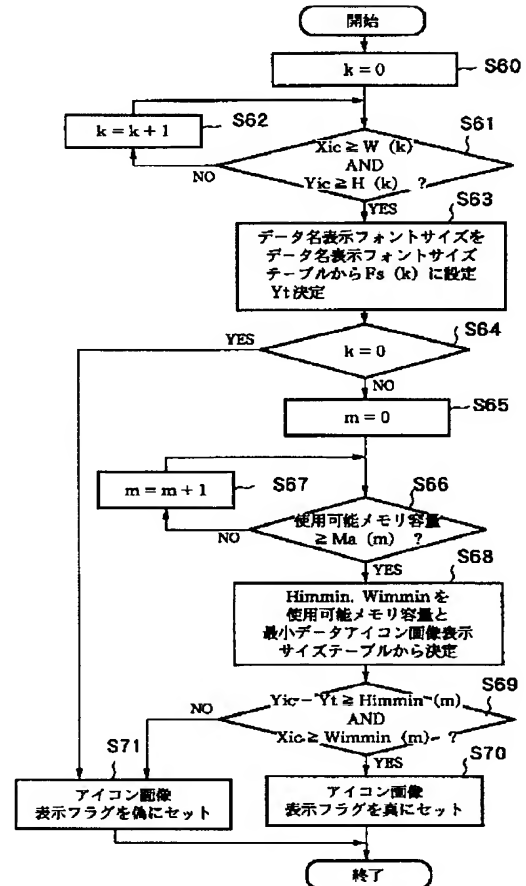 開始
k = 0
S60
k = k + 1
S62
S61
Xic ≧ W (k)
AND
Yic ≧ H (k) ?
NO
YES
S63
データ名表示フォントサイズを
データ名表示フォントサイズ
テーブルから Fs (k) に設定
Yt決定
S64
YES
k = 0
NO
S65
m = 0
m = m + 1
S67
S66
使用可能メモリ容量
≧ Ma (m) ?
NO
YES
S68
Himmin, Wimmin を
使用可能メモリ容量と
最小データアイコン画像表示
サイズテーブルから決定
S69
Yic − Yt ≧ Himmin (m)
AND
Xic ≧ Wimmin (m) ?
NO
YES
S71
アイコン画像
表示フラグを偽にセット
S70
アイコン画像
表示フラグを真にセット
終了